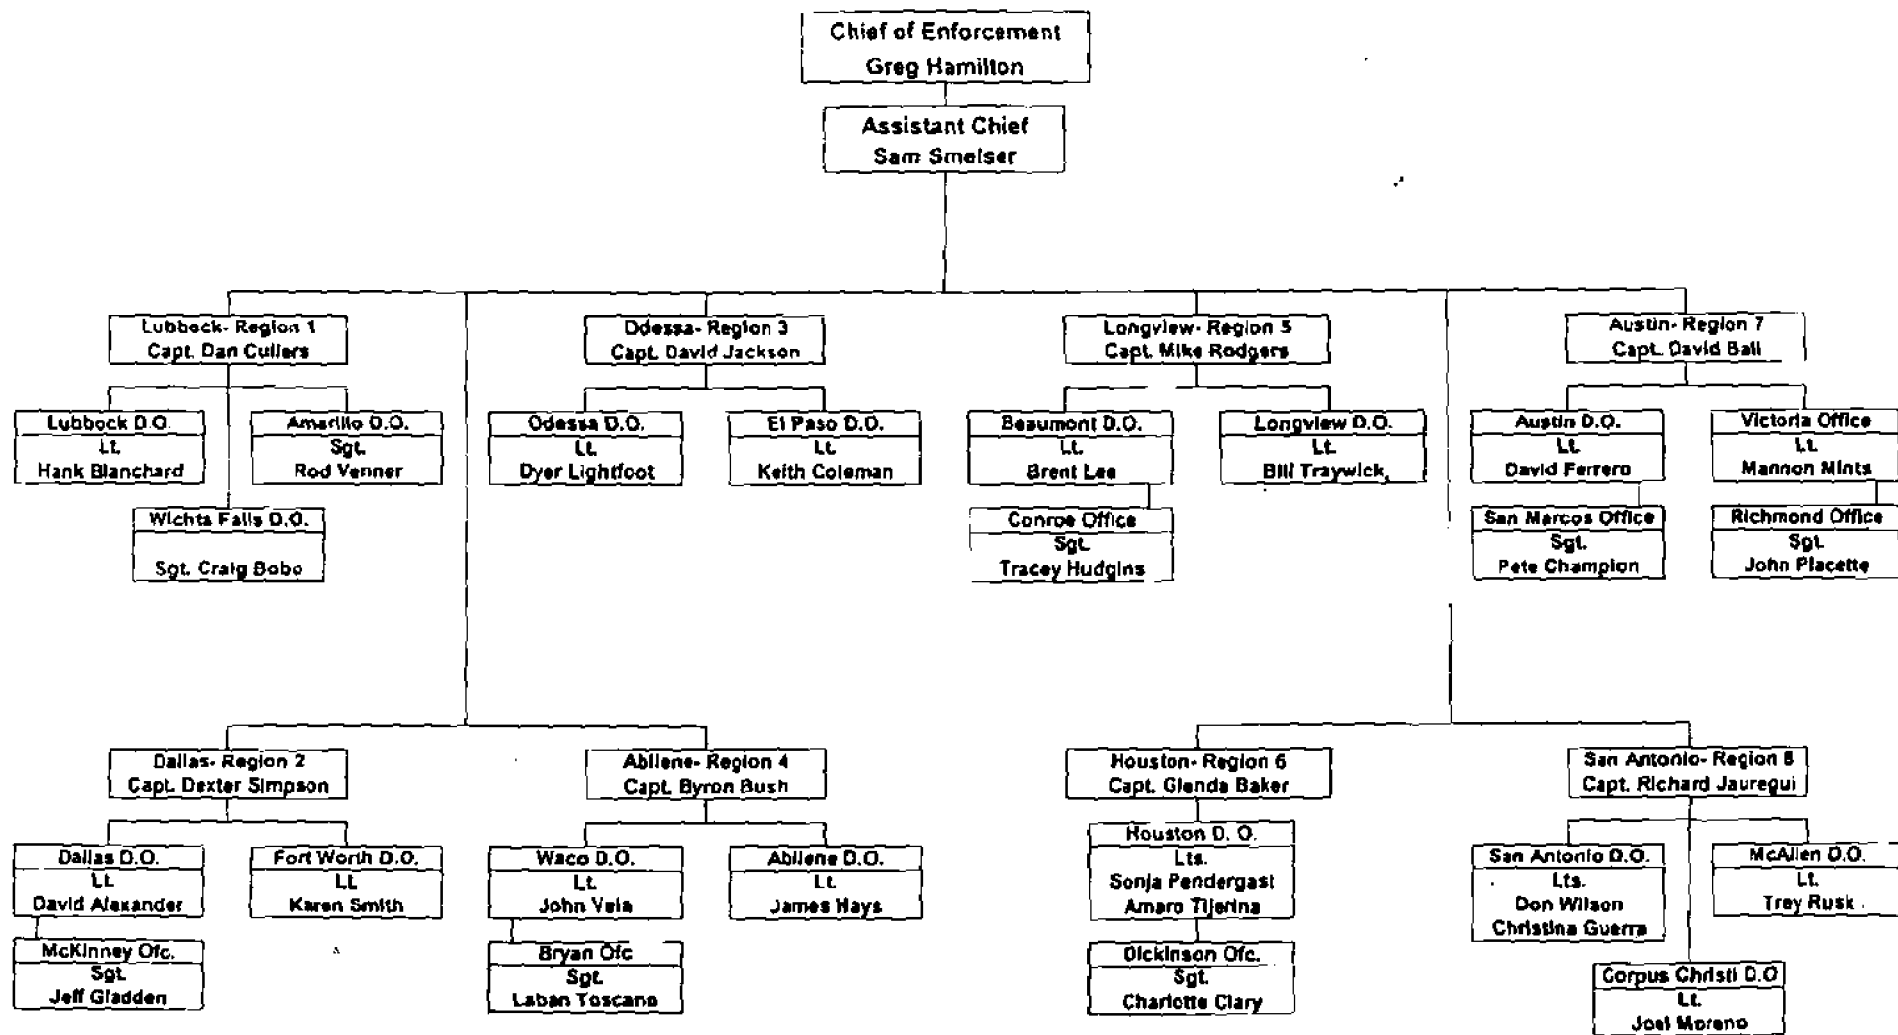 Chief of Enforcement
Greg Hamilton
Assistant Chief
Sam Smelser
Lubbock- Region 1
Capt. Dan Cullers
Odessa- Region 3
Capt. David Jackson
Longview- Region 5
Capt. Mike Rodgers
Austin- Region 7
Capt. David Ball
Lubbock D.O.
Lt.
Hank Blanchard
Amarillo D.O.
Sgt.
Rod Venner
Wichta Falls D.O.
Sgt. Craig Bobo
Odessa D.O.
Lt.
Dyer Lightfoot
El Paso D.O.
Lt.
Keith Coleman
Beaumont D.O.
Lt.
Brent Lee
Conroe Office
Sgt.
Tracey Hudgins
Longview D.O.
Lt.
Bill Traywick
Austin D.O.
Lt.
David Ferrero
San Marcos Office
Sgt.
Pete Champion
Victoria Office
Lt.
Mannon Mints
Richmond Office
Sgt.
John Placette
Dallas- Region 2
Capt. Dexter Simpson
Abilene- Region 4
Capt. Byron Bush
Houston- Region 6
Capt. Glenda Baker
San Antonio- Region 8
Capt. Richard Jauregui
Dallas D.O.
Lt.
David Alexander
McKinney Ofc.
Sgt.
Jeff Gladden
Fort Worth D.O.
Lt.
Karen Smith
Waco D.O.
Lt.
John Vela
Bryan Ofc
Sgt.
Laban Toscano
Abilene D.O.
Lt.
James Hays
Houston D. O.
Lts.
Sonja Pendergast
Amaro Tijerina
Dickinson Ofc.
Sgt.
Charlotte Clary
San Antonio D.O.
Lts.
Don Wilson
Christina Guerra
McAllen D.O.
Lt.
Trey Rusk
Corpus Christi D.O
Lt.
Joel Moreno